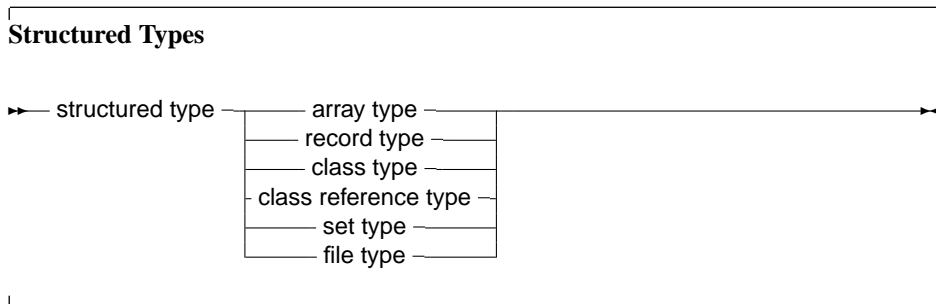 Structured Types
structured type
array type
record type
class type
class reference type
set type
file type